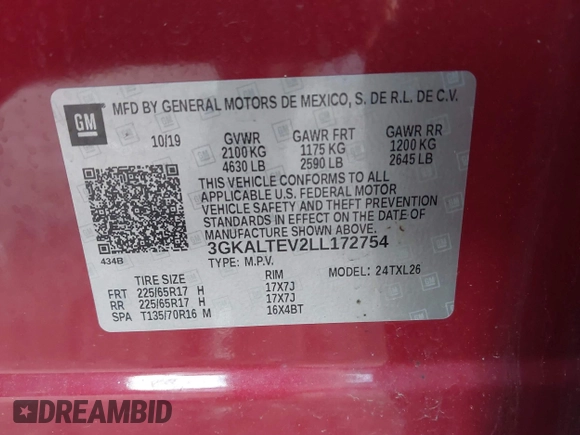 GM
MFD BY GENERAL MOTORS DE MEXICO, S. DE R.L. DE C.V.
10/19 GVWR GAWR FRT GAWR RR
2100 KG 1175 KG 1200 KG
4630 LB 2590 LB 2645 LB
THIS VEHICLE CONFORMS TO ALL
APPLICABLE U.S. FEDERAL MOTOR
VEHICLE SAFETY AND THEFT PREVENTION
STANDARDS IN EFFECT ON THE DATE OF
MANUFACTURE SHOWN ABOVE.
434B
3GKALTEV2LL172754
TYPE: M.P.V. MODEL: 24TXL26
TIRE SIZE RIM
FRT 225/65R17 H 17X7J
RR 225/65R17 H 17X7J
SPA T135/70R16 M 16X4BT
DREAMBID